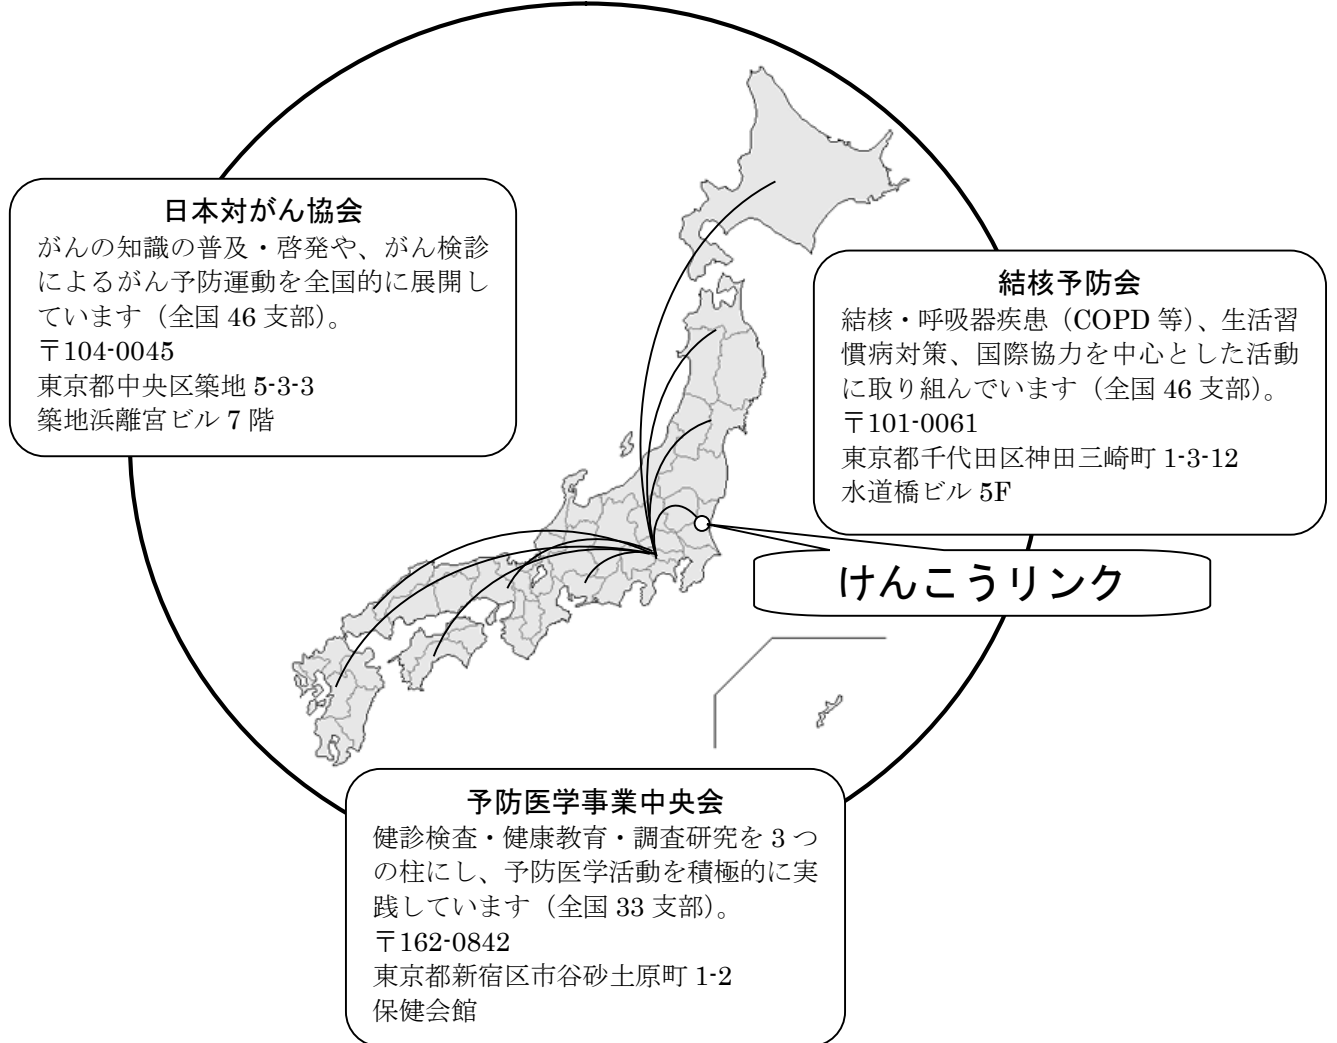 日本対がん協会
がんの知識の普及・啓発や、がん検診
によるがん予防運動を全国的に展開し
ています（全国 46 支部）。
〒104-0045
東京都中央区築地 5-3-3
築地浜離宮ビル 7 階
結核予防会
結核・呼吸器疾患（COPD 等）、生活習
慣病対策、国際協力を中心とした活動
に取り組んでいます（全国 46 支部）。
〒101-0061
東京都千代田区神田三崎町 1-3-12
水道橋ビル 5F
けんこうリンク
予防医学事業中央会
健診検査・健康教育・調査研究を 3 つ
の柱にし、予防医学活動を積極的に実
践しています（全国 33 支部）。
〒162-0842
東京都新宿区市谷砂土原町 1-2
保健会館